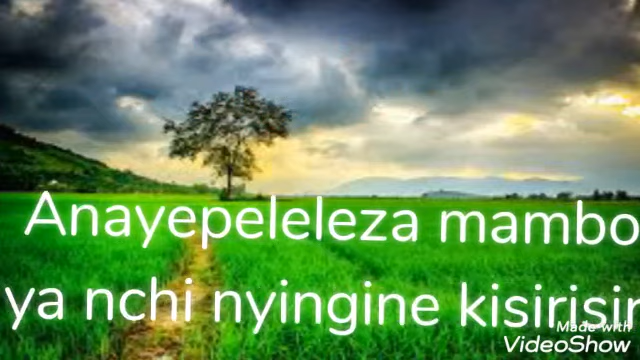 Anayepeleleza mambo
ya nchi nyingine kisirisir
Made with
VideoShow